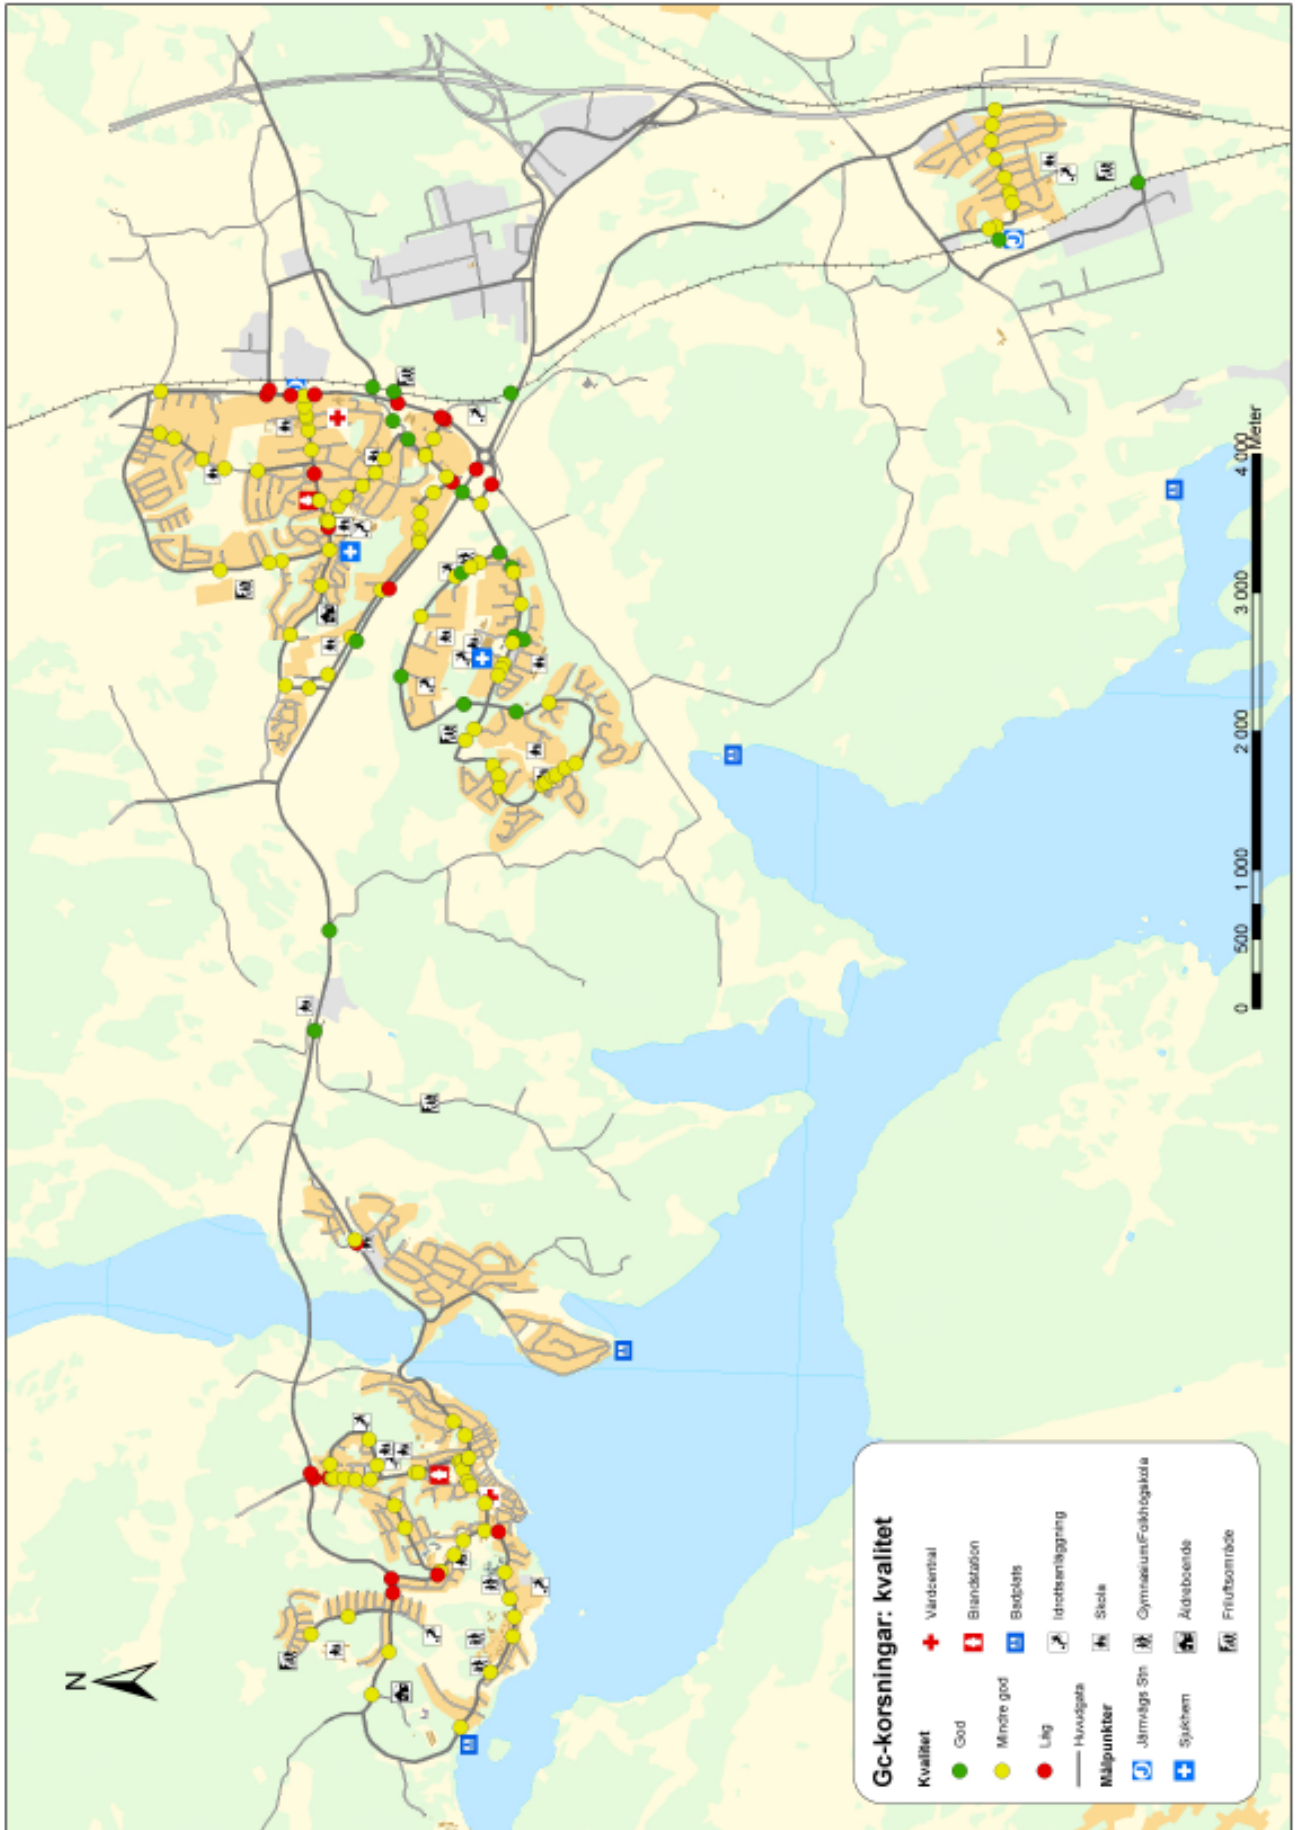 N
Gc-korsningar: kvalitet
Kvalitet
God
Mindre god
Låg
Huvudgata
Målpunkter
Järnvägs Stn
Sjukhem
Vårdcentral
Brandstation
Badplats
Idrottsanläggning
Skola
Gymnasium/Folkhögskola
Äldreboende
Friluftsområde
0 500 1 000 2 000 3 000 4 000
Meter